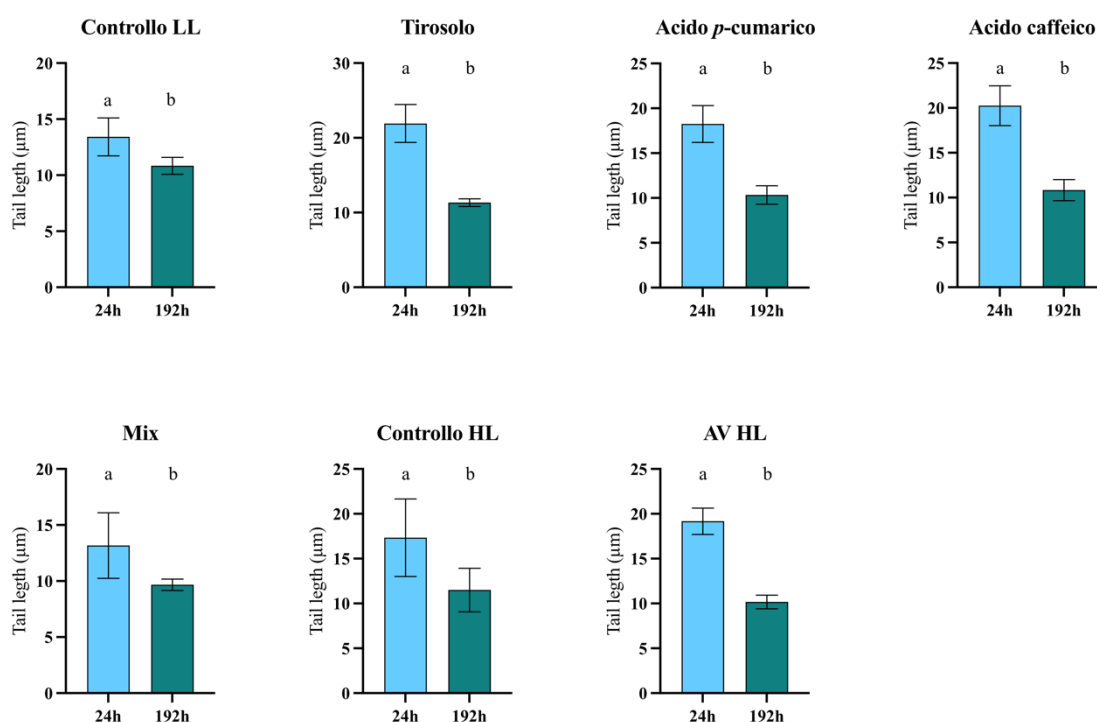 Controllo LL
Tail legth (µm)
20
15
10
5
0
a
b
24h
192h
Tirosolo
Tail legth (µm)
30
20
10
0
a
b
24h
192h
Acido p-cumarico
Tail legth (µm)
25
20
15
10
5
0
a
b
24h
192h
Acido caffeico
Tail legth (µm)
25
20
15
10
5
0
a
b
24h
192h
Mix
Tail legth (µm)
20
15
10
5
0
a
b
24h
192h
Controllo HL
Tail legth (µm)
25
20
15
10
5
0
a
b
24h
192h
AV HL
Tail legth (µm)
25
20
15
10
5
0
a
b
24h
192h